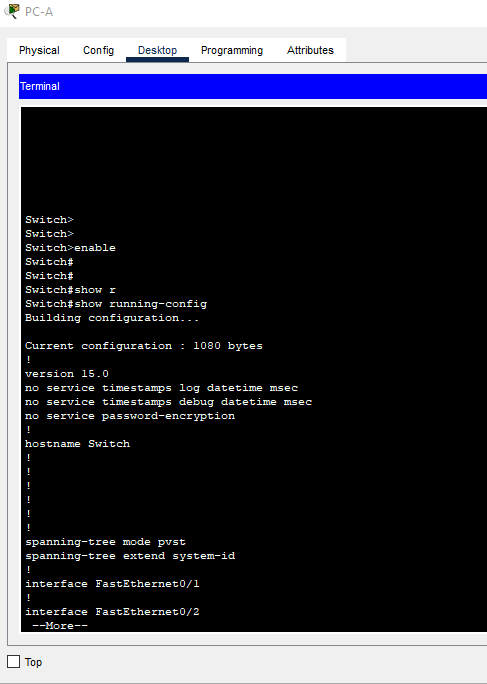 PC-A
Physical Config Desktop Programming Attributes
Terminal
Switch>
Switch>
Switch>enable
Switch#
Switch#
Switch#show r
Switch#show running-config
Building configuration...
Current configuration : 1080 bytes
!
version 15.0
no service timestamps log datetime msec
no service timestamps debug datetime msec
no service password-encryption
!
hostname Switch
!
!
!
!
!
!
spanning-tree mode pvst
spanning-tree extend system-id
!
interface FastEthernet0/1
!
interface FastEthernet0/2
--More--
Top